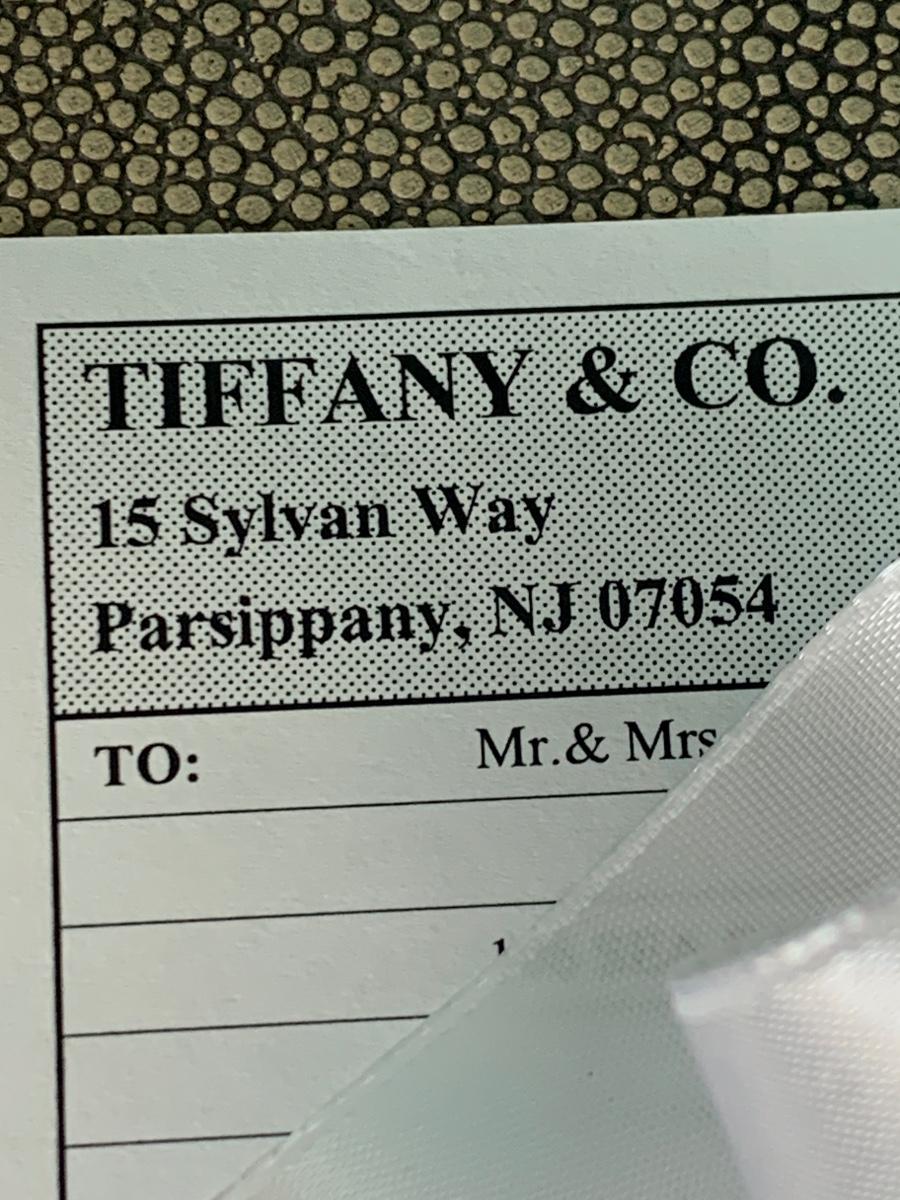 TIFFANY & CO.
15 Sylvan Way
Parsippany, NJ 07054
TO: Mr.& Mrs